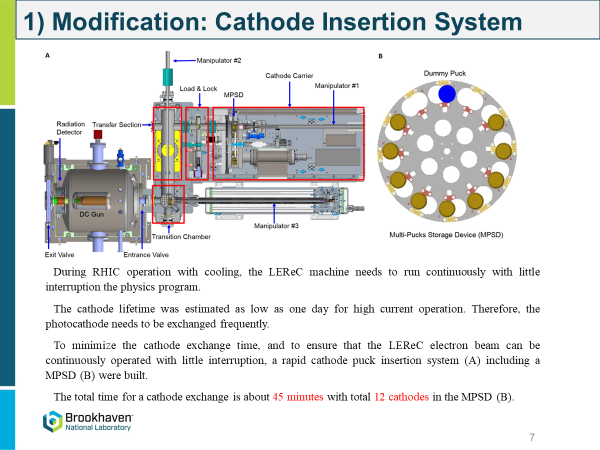 1) Modification: Cathode Insertion System
A
Manipulator #2
B
Load & Lock
Cathode Carrier
Dummy Puck
MPSD
Manipulator #1
Radiation
Detector
Transfer Section
DC Gun
Manipulator #3
Transition Chamber
Multi-Pucks Storage Device (MPSD)
Exit Valve
Entrance Valve
During RHIC operation with cooling, the LEReC machine needs to run continuously with little
interruption the physics program.
The cathode lifetime was estimated as low as one day for high current operation. Therefore, the
photocathode needs to be exchanged frequently.
To minimize the cathode exchange time, and to ensure that the LEReC electron beam can be
continuously operated with little interruption, a rapid cathode puck insertion system (A) including a
MPSD (B) were built.
The total time for a cathode exchange is about 45 minutes with total 12 cathodes in the MPSD (B).
Brookhaven
National Laboratory
7